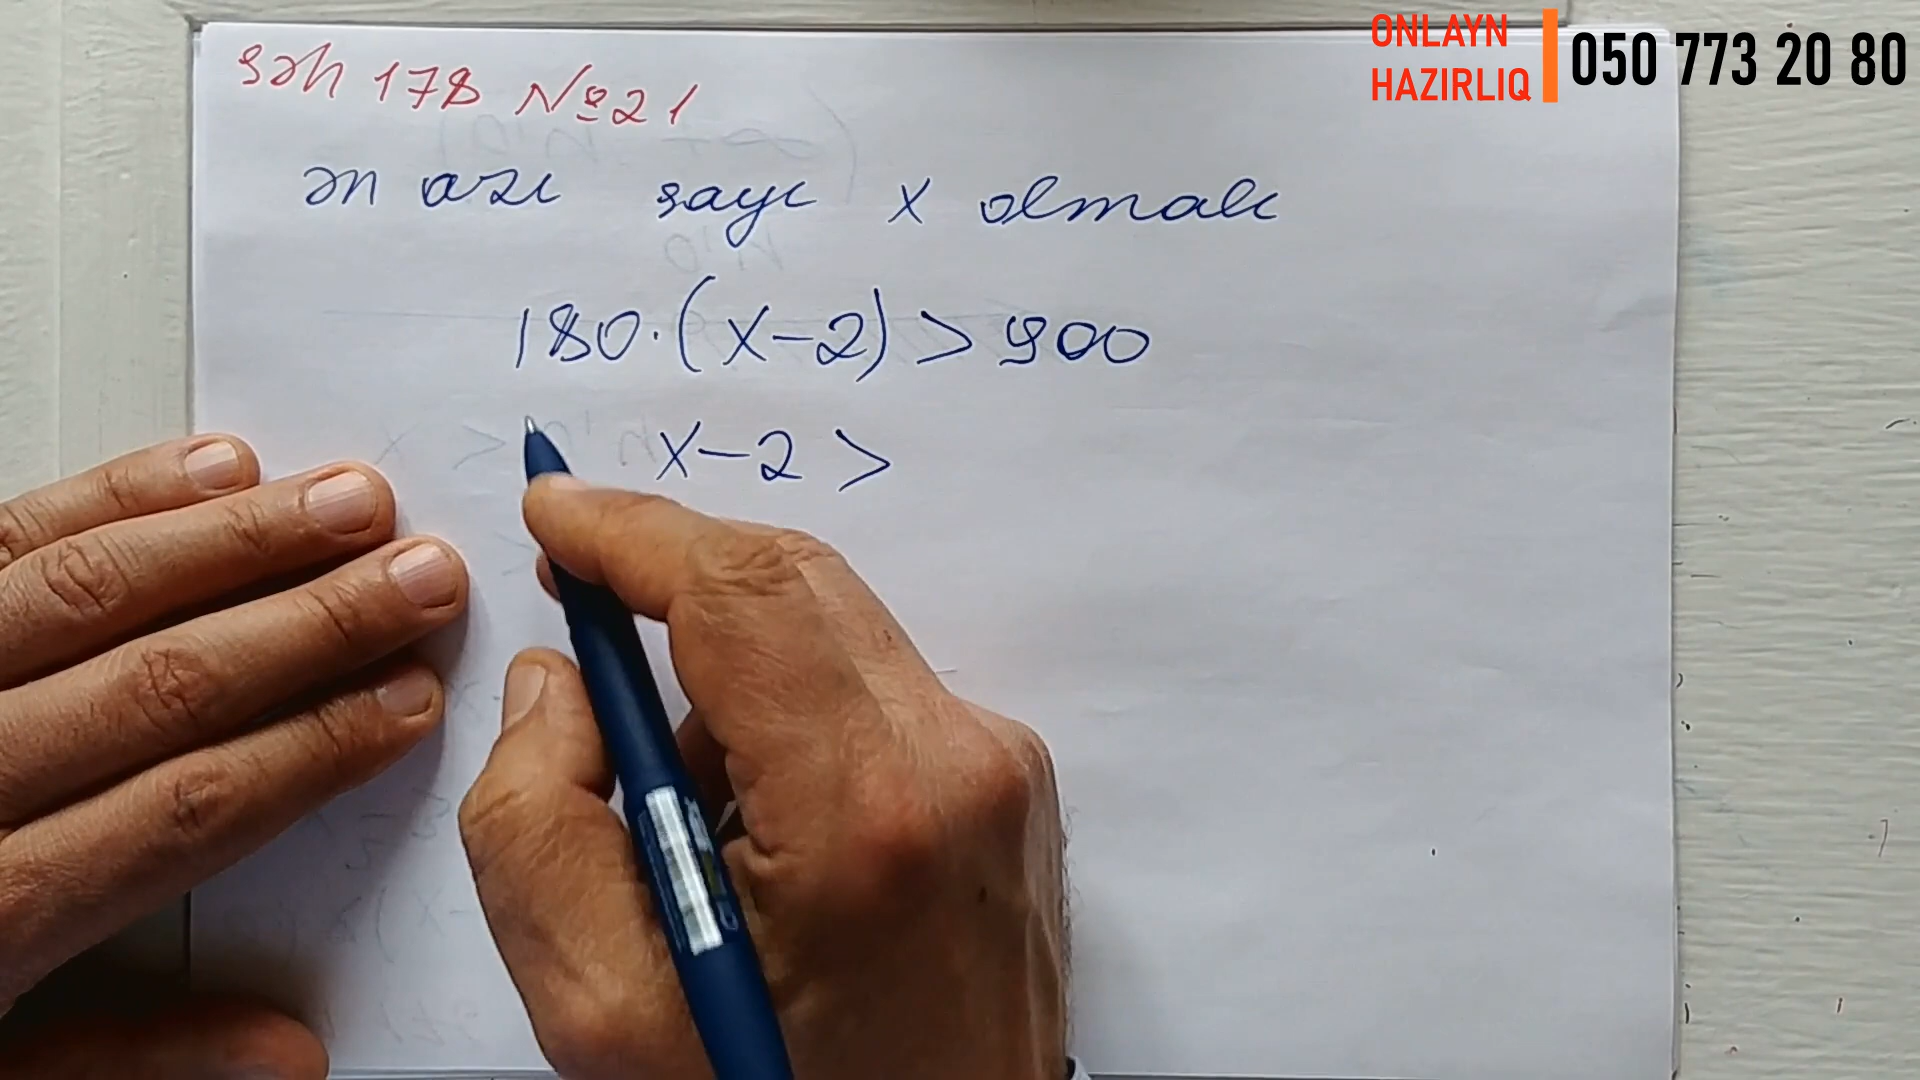 ONLAYN
HAZIRLIQ
050 773 20 80
səh 178 №21
ən azı sayı x olmalı
180·(x-2)>900
x-2>